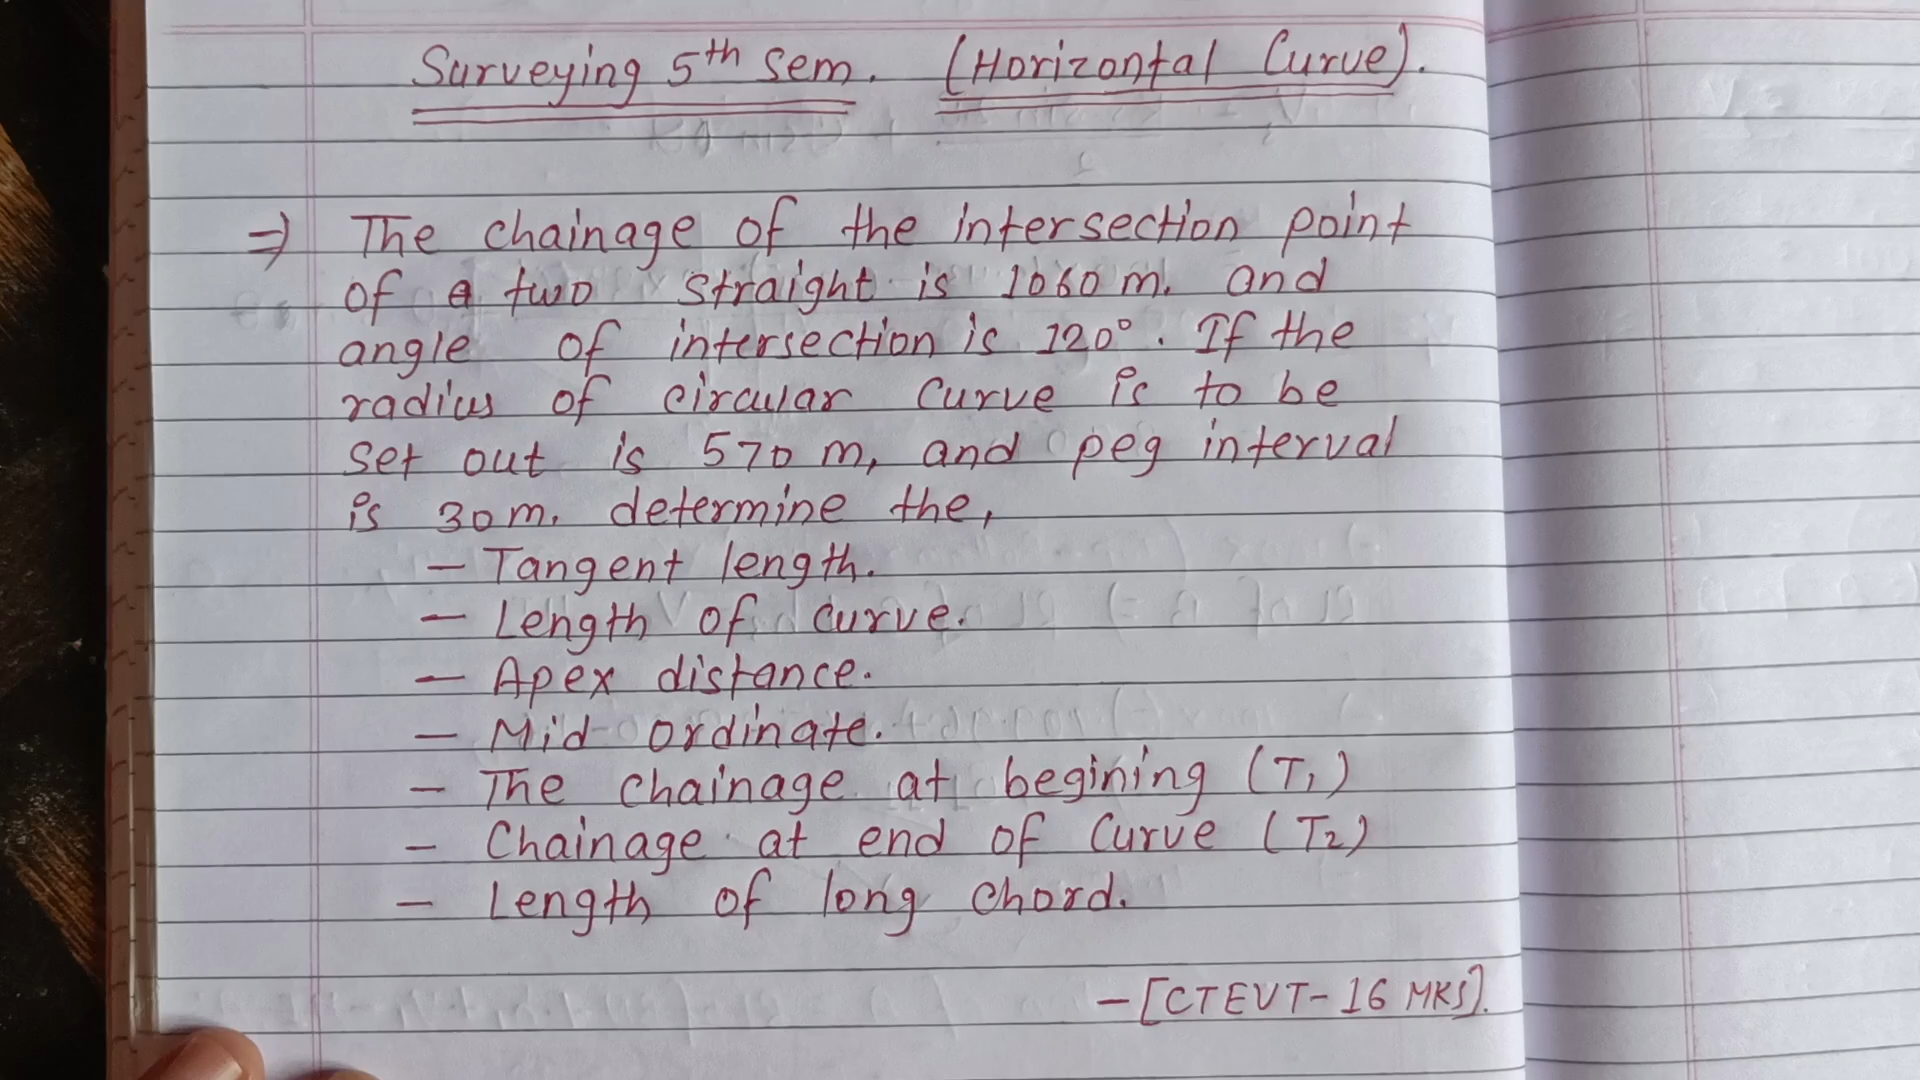 Surveying 5th Sem. (Horizontal Curve).
⇒ The chainage of the intersection point
of a two straight is 1060 m. and
angle of intersection is 120°. If the
radius of circular curve is to be
set out is 570 m, and peg interval
is 30m. determine the,
- Tangent length.
- Length of curve.
- Apex distance.
- Mid ordinate.
- The chainage at begining (T1)
- Chainage at end of Curve (T2)
- Length of long chord.
- [CTEVT- 16 MKS].